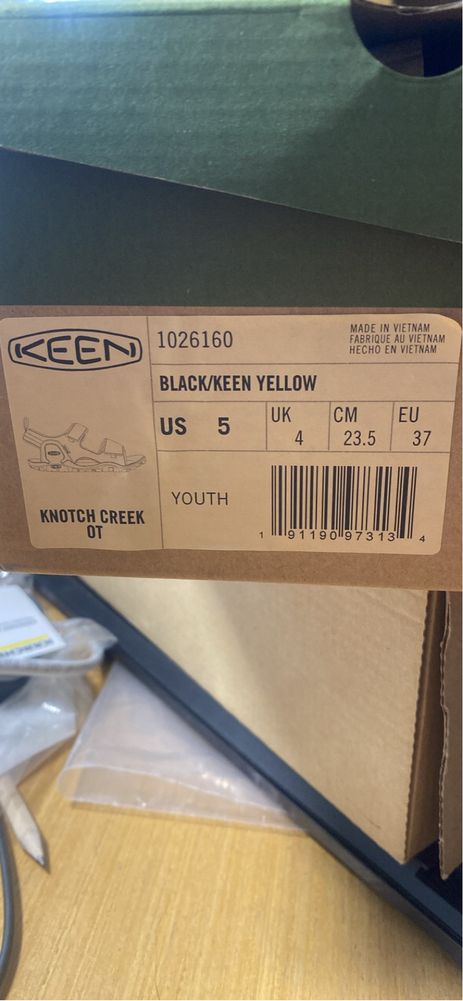 KEEN
1026160
MADE IN VIETNAM
FABRIQUE AU VIETNAM
HECHO EN VIETNAM
BLACK/KEEN YELLOW
US 5
UK 4
CM 23.5
EU 37
YOUTH
KNOTCH CREEK
OT
1 91190 97313 4